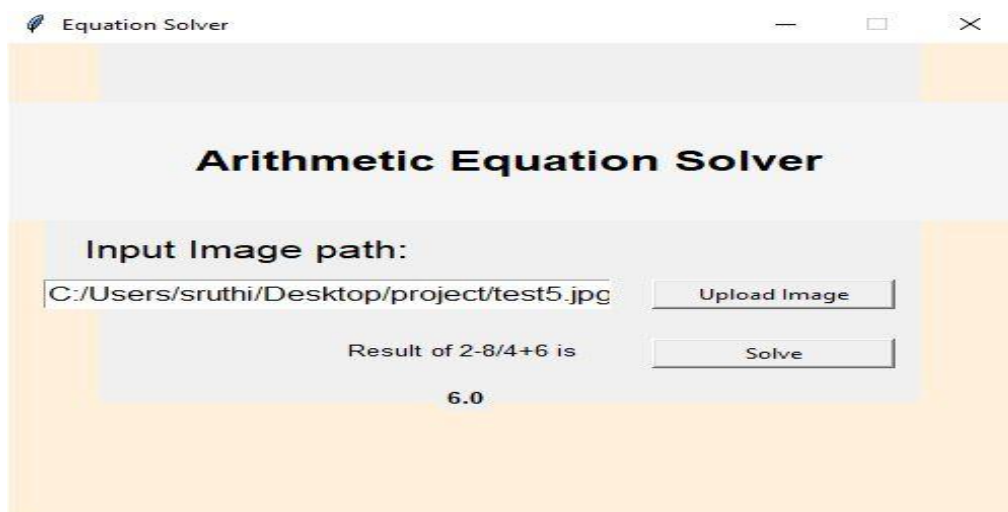 Equation Solver
Arithmetic Equation Solver
Input Image path:
C:/Users/sruthi/Desktop/project/test5.jpg
Upload Image
Result of 2-8/4+6 is
Solve
6.0